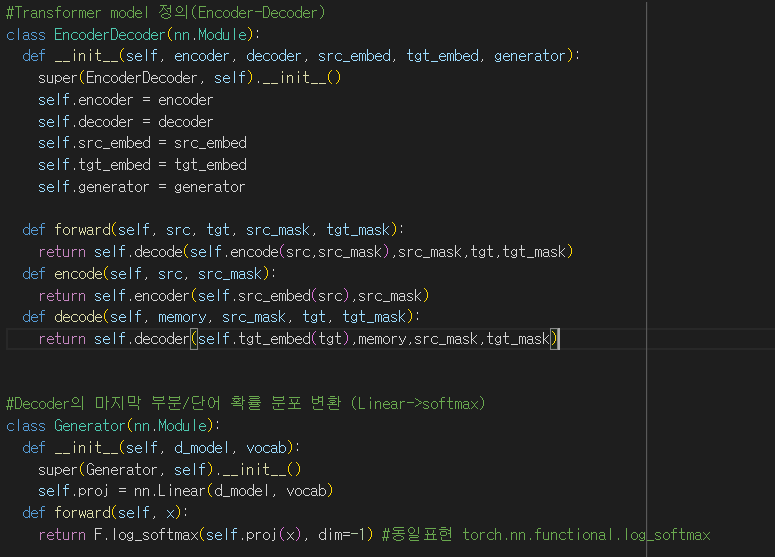 #Transformer model 정의(Encoder-Decoder)
class EncoderDecoder(nn.Module):
  def __init__(self, encoder, decoder, src_embed, tgt_embed, generator):
    super(EncoderDecoder, self).__init__()
    self.encoder = encoder
    self.decoder = decoder
    self.src_embed = src_embed
    self.tgt_embed = tgt_embed
    self.generator = generator

  def forward(self, src, tgt, src_mask, tgt_mask):
    return self.decode(self.encode(src,src_mask),src_mask,tgt,tgt_mask)
  def encode(self, src, src_mask):
    return self.encoder(self.src_embed(src),src_mask)
  def decode(self, memory, src_mask, tgt, tgt_mask):
    return self.decoder(self.tgt_embed(tgt),memory,src_mask,tgt_mask)

#Decoder의 마지막 부분/단어 확률 분포 변환 (Linear->softmax)
class Generator(nn.Module):
  def __init__(self, d_model, vocab):
    super(Generator, self).__init__()
    self.proj = nn.Linear(d_model, vocab)
  def forward(self, x):
    return F.log_softmax(self.proj(x), dim=-1) #동일표현 torch.nn.functional.log_softmax